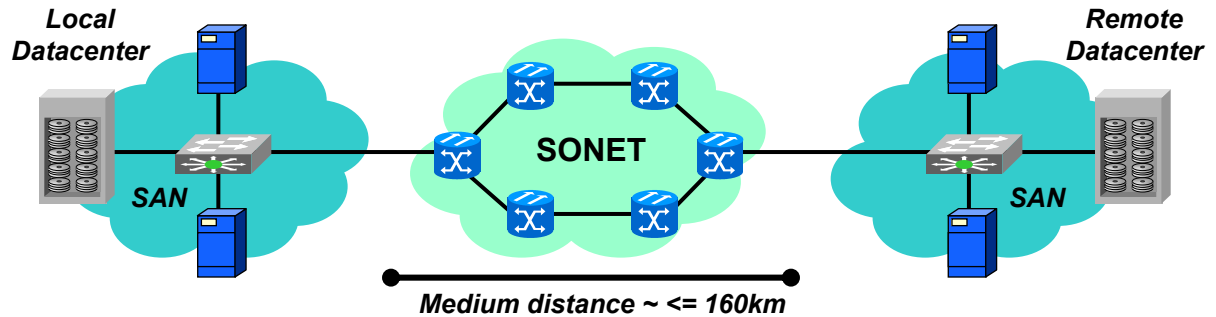 Local
Datacenter
Remote
Datacenter
SONET
SAN
SAN
Medium distance ~ <= 160km